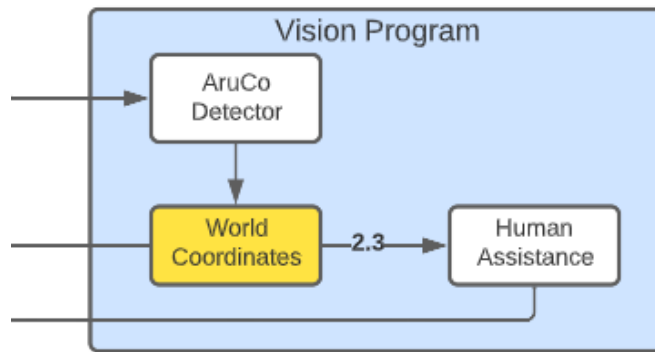 Vision Program
AruCo
Detector
World
Coordinates
2.3
Human
Assistance